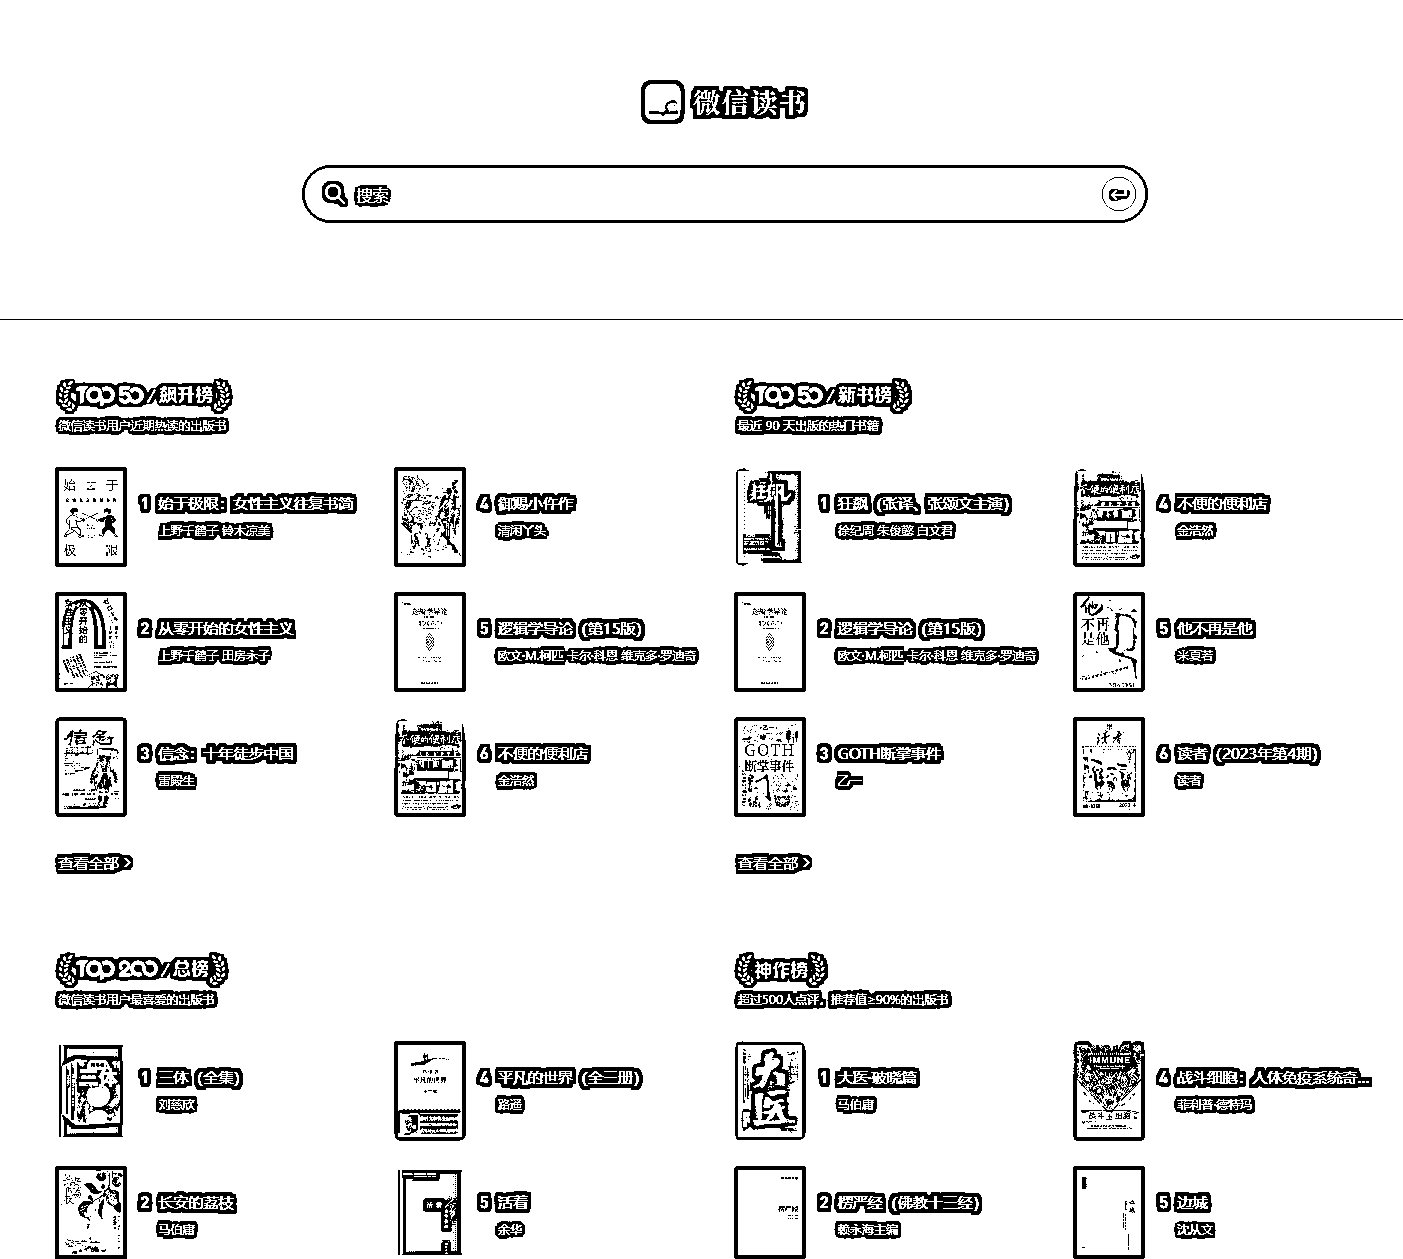 微信读书
搜索
TOP50/飙升榜
微信读书用户近期热读的出版书
1 始于极限：女性主义往复书简
上野千鹤子 铃木凉美
2 从零开始的女性主义
上野千鹤子 田房永子
3 信念：十年徒步中国
雷殿生
4 御赐小仵作
清闲丫头
5 逻辑学导论（第15版）
欧文·M.柯匹 卡尔·科恩 维克多·罗迪奇
6 不便的便利店
金浩然
查看全部 >
TOP50/新书榜
最近 90 天出版的热门书籍
1 狂飙（张译、张颂文主演）
徐纪周 朱俊懿 白文君
2 逻辑学导论（第15版）
欧文·M.柯匹 卡尔·科恩 维克多·罗迪奇
3 GOTH断掌事件
乙一
4 不便的便利店
金浩然
5 他不再是他
米夏若
6 读者（2023年第4期）
读者
查看全部 >
TOP200/总榜
微信读书用户最喜爱的出版书
1 三体（全集）
刘慈欣
2 长安的荔枝
马伯庸
4 平凡的世界（全三册）
路遥
5 活着
余华
神作榜
超过500人点评，推荐值≥90%的出版书
1 大医·破晓篇
马伯庸
2 楞严经（佛教十三经）
赖永海主编
4 战斗细胞：人体免疫系统奇...
菲利普·德特玛
5 边城
沈从文